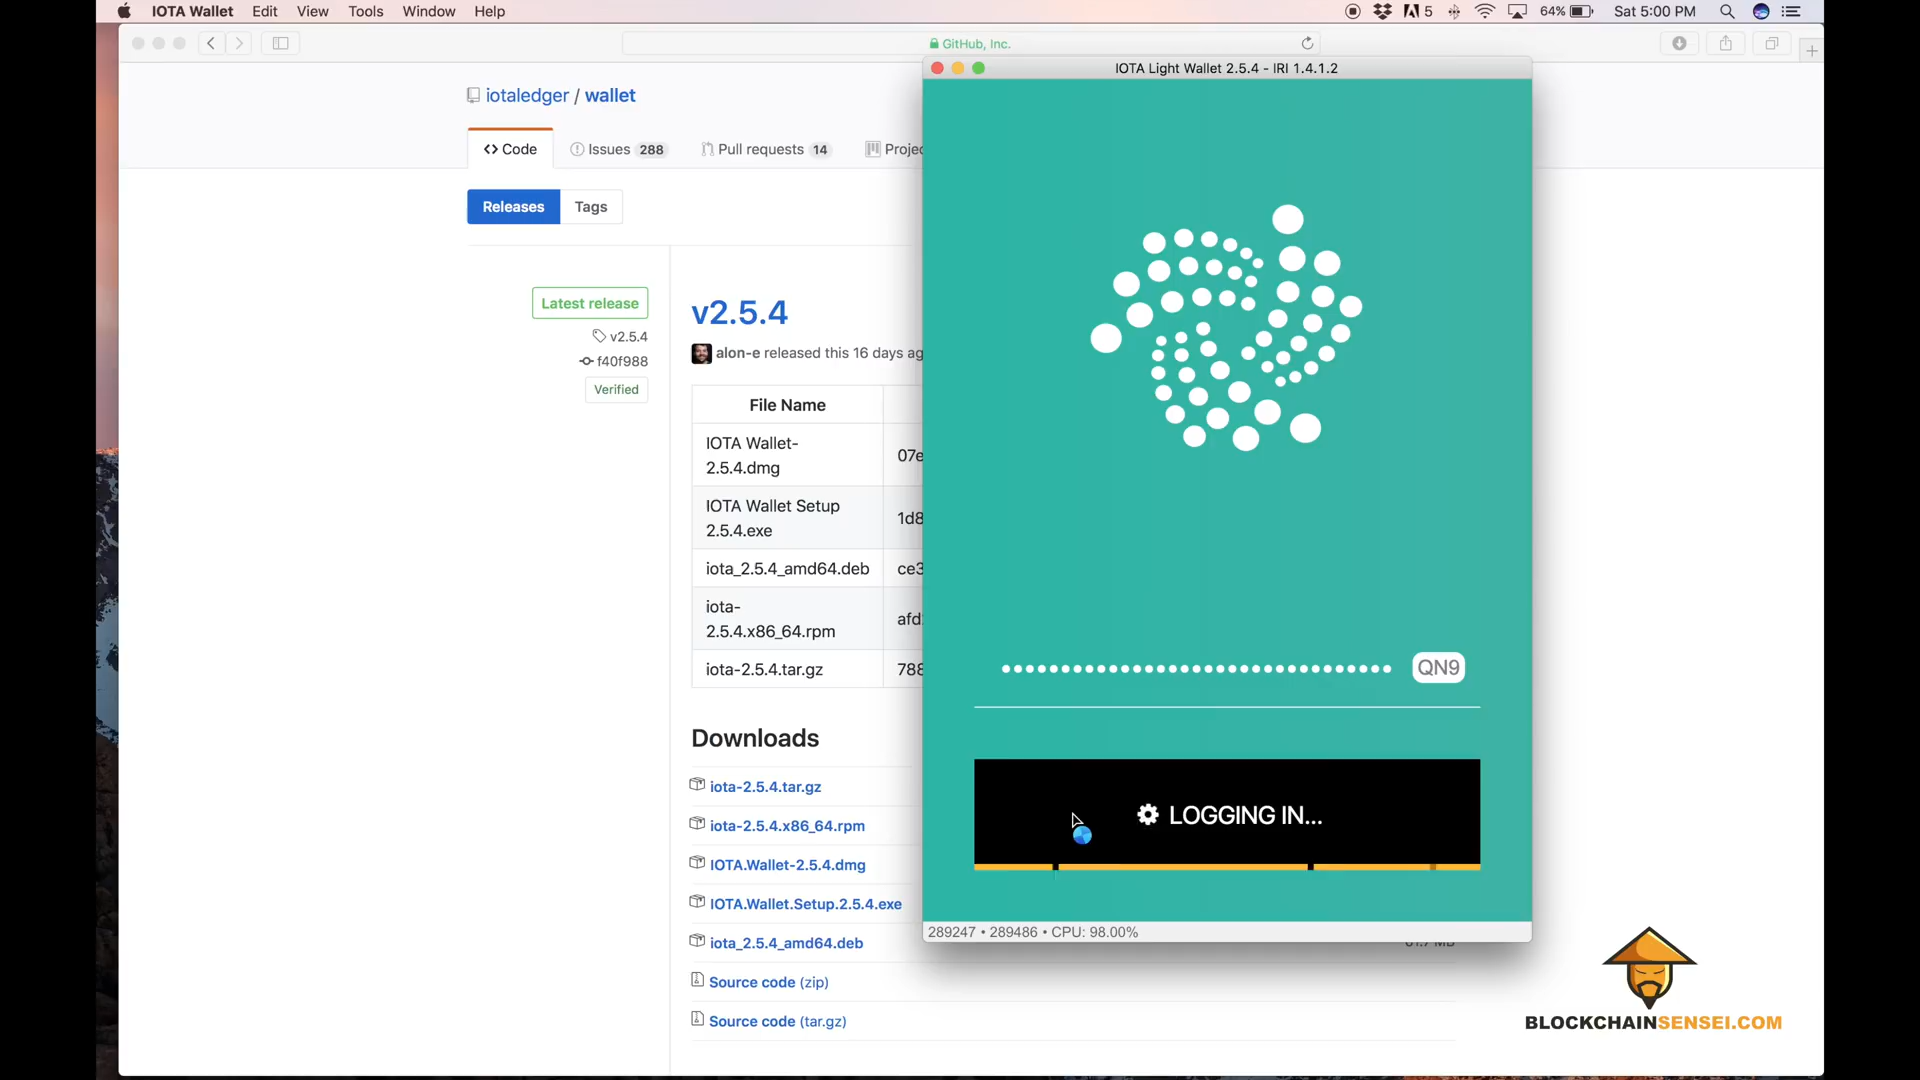 IOTA Wallet Edit View Tools Window Help
5 64% Sat 5:00 PM
GitHub, Inc.
IOTA Light Wallet 2.5.4 - IRI 1.4.1.2
iotaledger / wallet
Code Issues 288 Pull requests 14 Projec
Releases Tags
Latest release
v2.5.4
f40f988
Verified
v2.5.4
alon-e released this 16 days ag
File Name
IOTA Wallet-
2.5.4.dmg
07e
IOTA Wallet Setup
2.5.4.exe
1d8
iota_2.5.4_amd64.deb ce3
iota-
2.5.4.x86_64.rpm
afd
iota-2.5.4.tar.gz 788
Downloads
iota-2.5.4.tar.gz
iota-2.5.4.x86_64.rpm
IOTA.Wallet-2.5.4.dmg
IOTA.Wallet.Setup.2.5.4.exe
iota_2.5.4_amd64.deb
Source code (zip)
Source code (tar.gz)
QN9
LOGGING IN...
289247 • 289486 • CPU: 98.00%
BLOCKCHAINSENSEI.COM